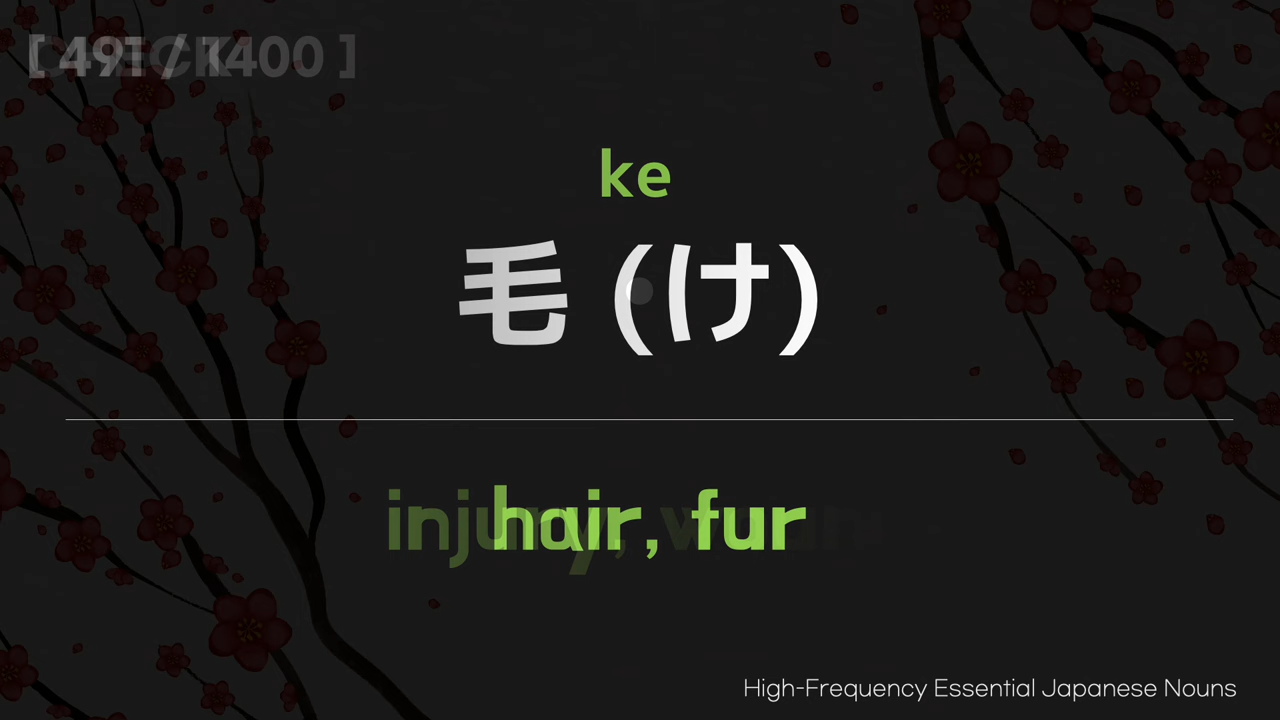 ke
毛 (け)
hair, fur
High-Frequency Essential Japanese Nouns